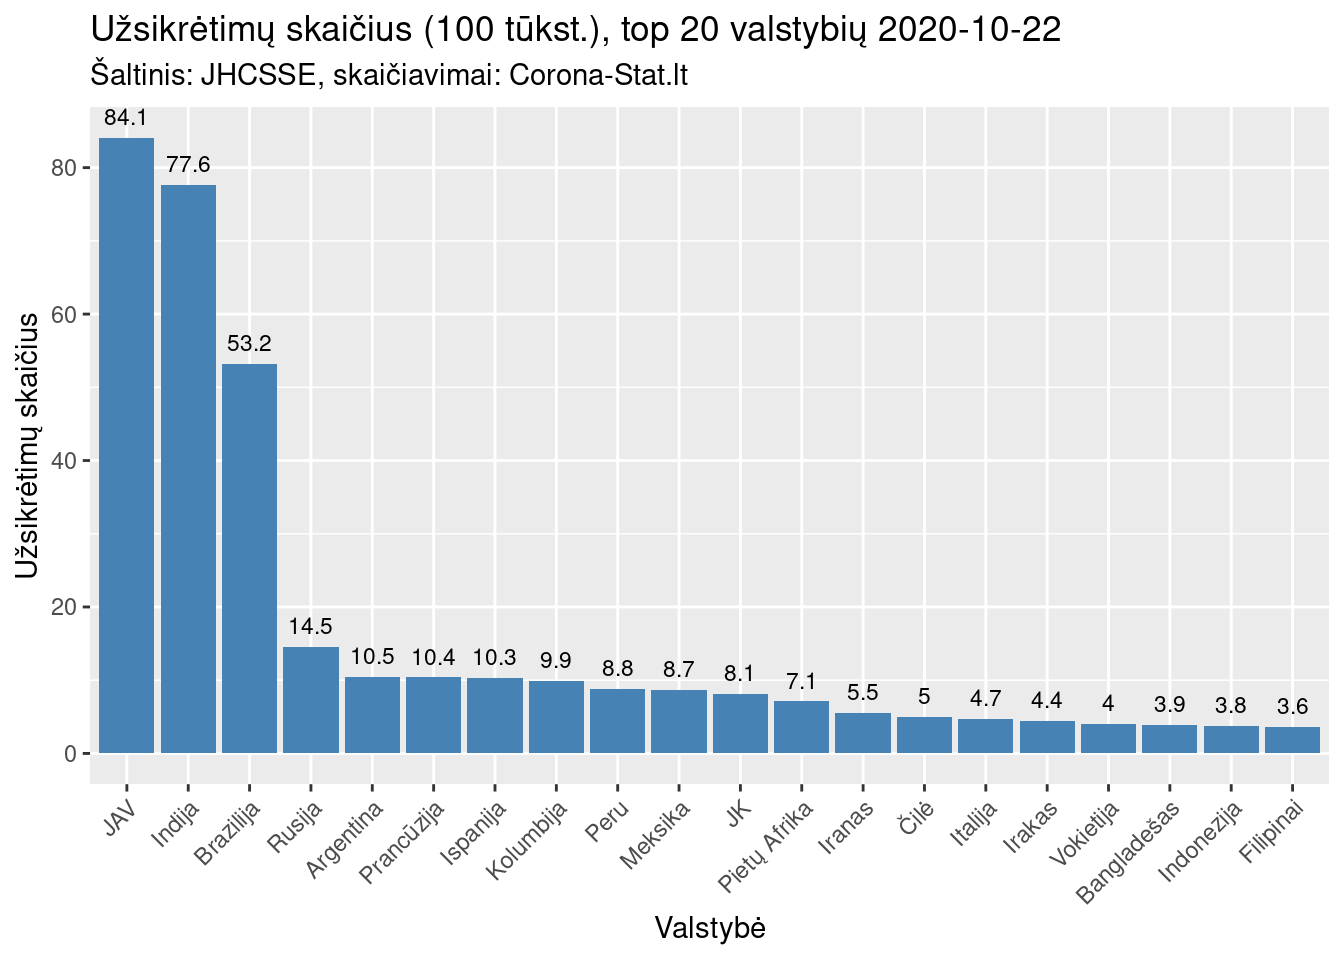 Užsikrėtimų skaičius (100 tūkst.), top 20 valstybių 2020-10-22
Šaltinis: JHCSSE, skaičiavimai: Corona-Stat.lt
Užsikrėtimų skaičius
80
60
40
20
0
84.1
77.6
53.2
14.5
10.5
10.4
10.3
9.9
8.8
8.7
8.1
7.1
5.5
5
4.7
4.4
4
3.9
3.8
3.6
JAV
Indija
Brazilija
Rusija
Argentina
Prancūzija
Ispanija
Kolumbija
Peru
Meksika
JK
Pietų Afrika
Iranas
Čilė
Italija
Irakas
Vokietija
Bangladešas
Indonezija
Filipinai
Valstybė